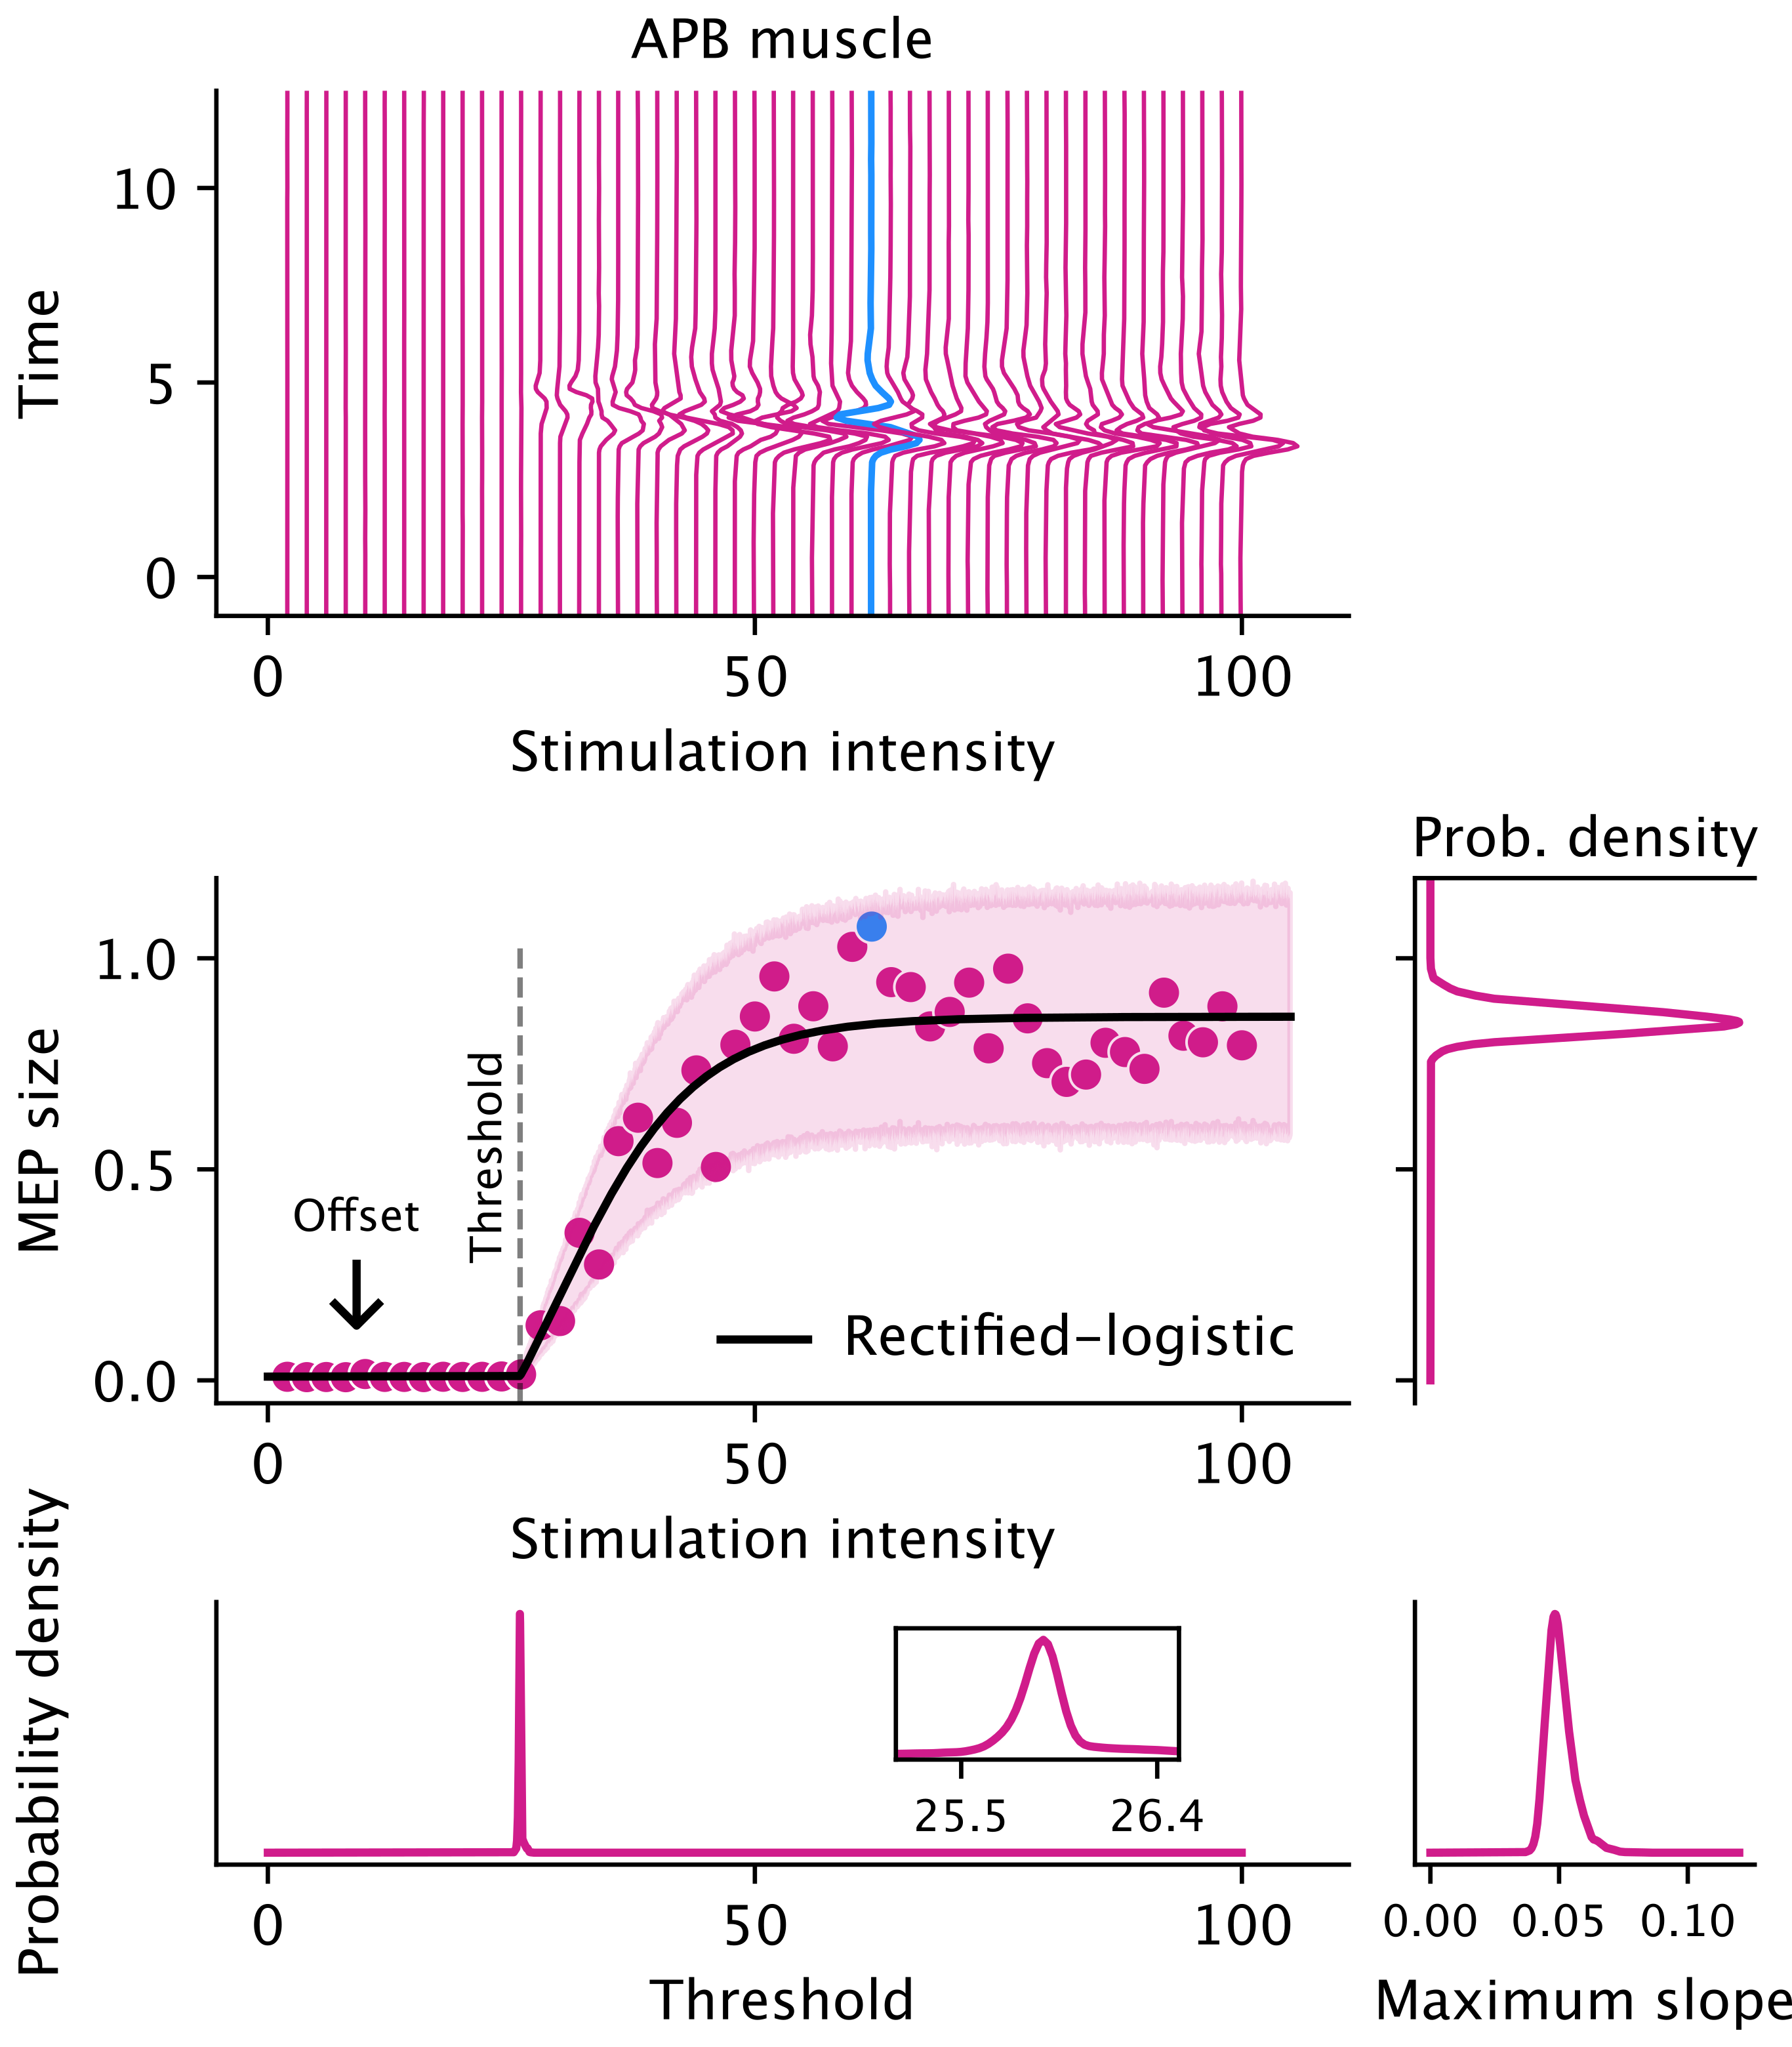 APB muscle
10
5
0
Time
0 50 100
Stimulation intensity
Prob. density
1.0
0.5
0.0
MEP size
Threshold
Offset
Rectified–logistic
0 50 100
Stimulation intensity
Probability density
25.5 26.4
0 50 100
Threshold
0.00 0.05 0.10
Maximum slope